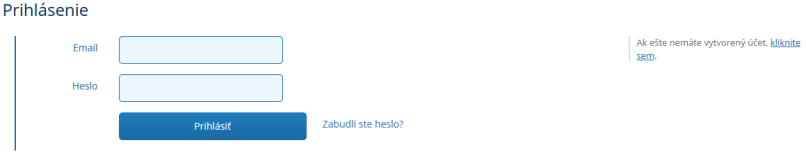 Prihlásenie
Email
Heslo
Prihlásiť
Zabudli ste heslo?
Ak ešte nemáte vytvorený účet, kliknite
sem.